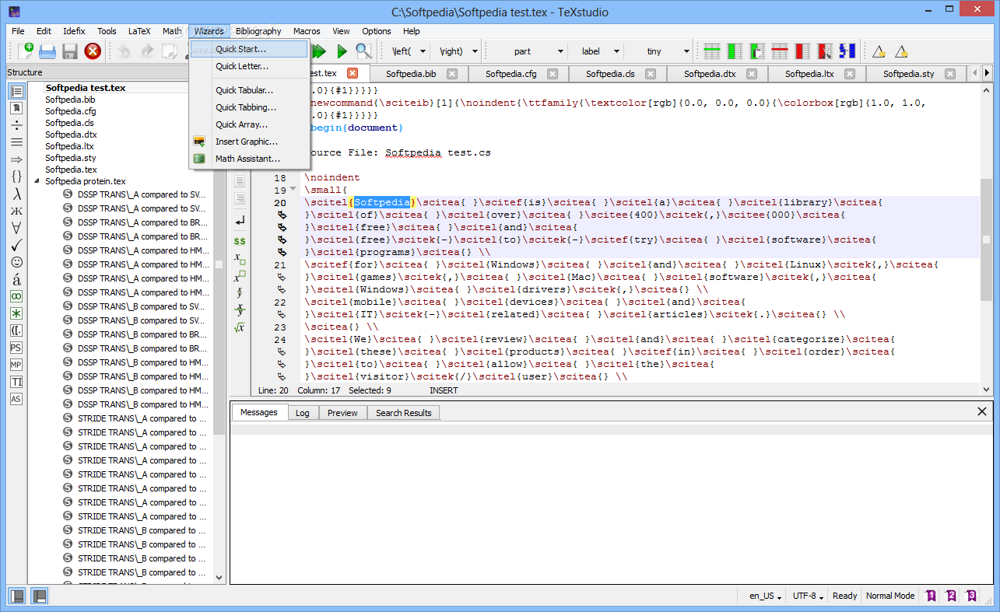 C:\Softpedia\Softpedia test.tex - TeXstudio
File Edit Idefix Tools LaTeX Math Wizards Bibliography Macros View Options Help
\left( \right) part label tiny
Quick Start...
Quick Letter...
Quick Tabular...
Quick Tabbing...
Quick Array...
Insert Graphic...
Math Assistant...
Structure
Softpedia test.tex
Softpedia.bib
Softpedia.cfg
Softpedia.cls
Softpedia.dtx
Softpedia.ltx
Softpedia.sty
Softpedia.tex
Softpedia protein.tex
DSSP TRANS\_A compared to SV...
DSSP TRANS\_A compared to SV...
DSSP TRANS\_A compared to BR...
DSSP TRANS\_A compared to BR...
DSSP TRANS\_A compared to HM...
DSSP TRANS\_A compared to HM...
DSSP TRANS\_A compared to HM...
DSSP TRANS\_A compared to HM...
DSSP TRANS\_B compared to SV...
DSSP TRANS\_B compared to SV...
DSSP TRANS\_B compared to BR...
DSSP TRANS\_B compared to BR...
DSSP TRANS\_B compared to HM...
DSSP TRANS\_B compared to HM...
DSSP TRANS\_B compared to HM...
DSSP TRANS\_B compared to HM...
STRIDE TRANS\_A compared to ...
STRIDE TRANS\_A compared to ...
STRIDE TRANS\_A compared to ...
STRIDE TRANS\_A compared to ...
STRIDE TRANS\_A compared to ...
STRIDE TRANS\_A compared to ...
STRIDE TRANS\_A compared to ...
STRIDE TRANS\_A compared to ...
STRIDE TRANS\_B compared to ...
STRIDE TRANS\_B compared to ...
STRIDE TRANS\_B compared to ...
STRIDE TRANS\_B compared to ...
PS
MP
TI
AS
est.tex Softpedia.bib Softpedia.cfg Softpedia.cls Softpedia.dtx Softpedia.ltx Softpedia.sty
.0}{#1}}}}}
newcommand{\sciteib}[1]{\noindent{\ttfamily{\textcolor[rgb]{0.0, 0.0, 0.0}{\colorbox[rgb]{1.0, 1.0,
.0}{#1}}}}}
begin{document}
ource File: Softpedia test.cs
18 \noindent
19 \small{
20 \scitel{Softpedia}\scitea{ }\scitef{is}\scitea{ }\scitel{a}\scitea{ }\scitel{library}\scitea{
}\scitel{of}\scitea{ }\scitel{over}\scitea{ }\scitee{400}\scitek{,}\scitee{000}\scitea{
}\scitel{free}\scitea{ }\scitel{and}\scitea{
}\scitel{free}\scitek{-}\scitel{to}\scitek{-}\scitef{try}\scitea{ }\scitel{software}\scitea{
}\scitel{programs}\scitea{} \\
21 \scitef{for}\scitea{ }\scitel{Windows}\scitea{ }\scitel{and}\scitea{ }\scitel{Linux}\scitek{,}\scitea{
}\scitel{games}\scitek{,}\scitea{ }\scitel{Mac}\scitea{ }\scitel{software}\scitek{,}\scitea{
}\scitel{Windows}\scitea{ }\scitel{drivers}\scitek{,}\scitea{} \\
22 \scitel{mobile}\scitea{ }\scitel{devices}\scitea{ }\scitel{and}\scitea{
}\scitel{IT}\scitek{-}\scitel{related}\scitea{ }\scitel{articles}\scitek{.}\scitea{} \\
23 \scitea{} \\
24 \scitel{We}\scitea{ }\scitel{review}\scitea{ }\scitel{and}\scitea{ }\scitel{categorize}\scitea{
}\scitel{these}\scitea{ }\scitel{products}\scitea{ }\scitef{in}\scitea{ }\scitel{order}\scitea{
}\scitel{to}\scitea{ }\scitel{allow}\scitea{ }\scitel{the}\scitea{
}\scitel{visitor}\scitek{/}\scitel{user}\scitea{} \\
Line: 20 Column: 17 Selected: 9 INSERT
Messages Log Preview Search Results
en_US UTF-8 Ready Normal Mode 1 2 3